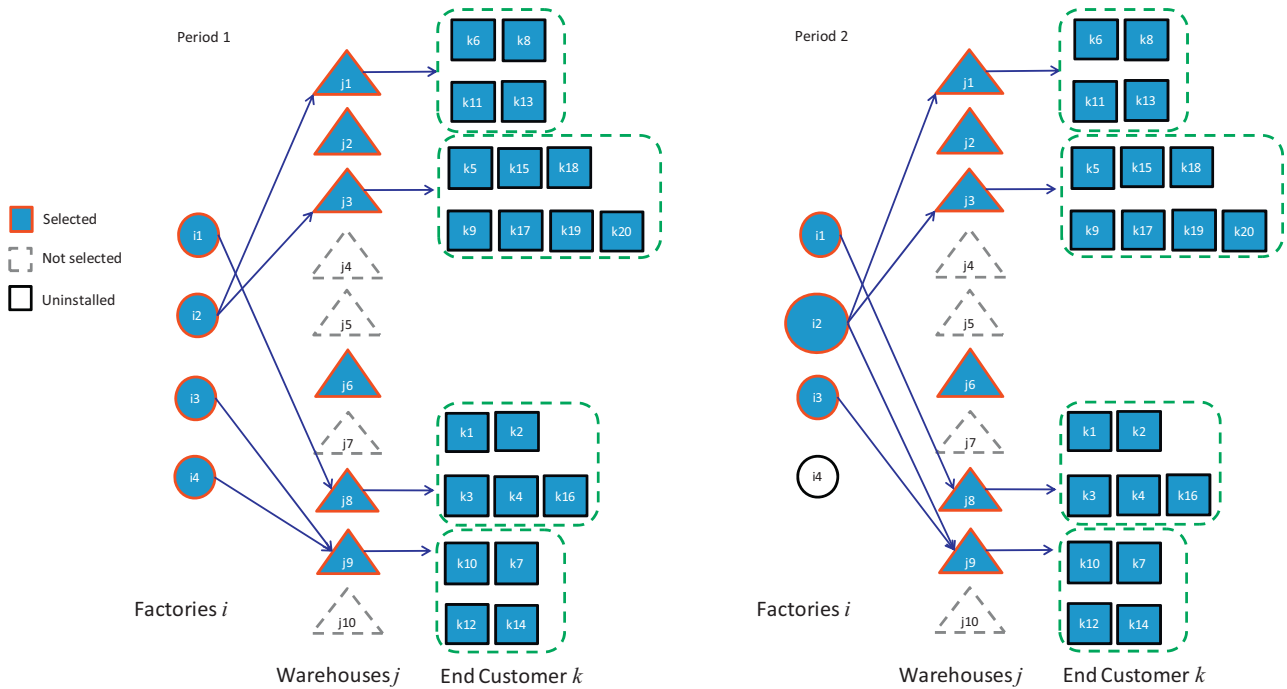 Period 1
k6 k8
j1
k11 k13
j2
k5 k15 k18
j3
k9 k17 k19 k20
Selected
Not selected
Uninstalled
i1
j4
i2
j5
j6
i3
j7
k1 k2
i4
j8
k3 k4 k16
j9
k10 k7
k12 k14
j10
Factories i
Warehouses j
End Customer k
Period 2
k6 k8
j1
k11 k13
j2
k5 k15 k18
j3
k9 k17 k19 k20
i1
j4
i2
j5
j6
i3
j7
k1 k2
i4
j8
k3 k4 k16
j9
k10 k7
k12 k14
j10
Factories i
Warehouses j
End Customer k